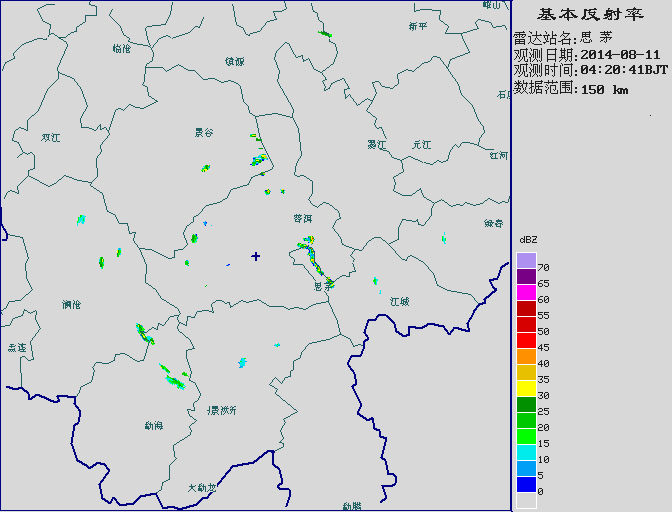 基本反射率
雷达站名: 思 茅
观测日期: 2014-08-11
观测时间: 04:20:41BJT
数据范围: 150 km
峨山
新平
临沧
镇源
双江
景谷
墨江
元江
红河
普洱
绿春
澜沧
思茅
江城
孟连
勐海
大勐龙
勐腊
dBZ
70
65
60
55
50
45
40
35
30
25
20
15
10
5
0